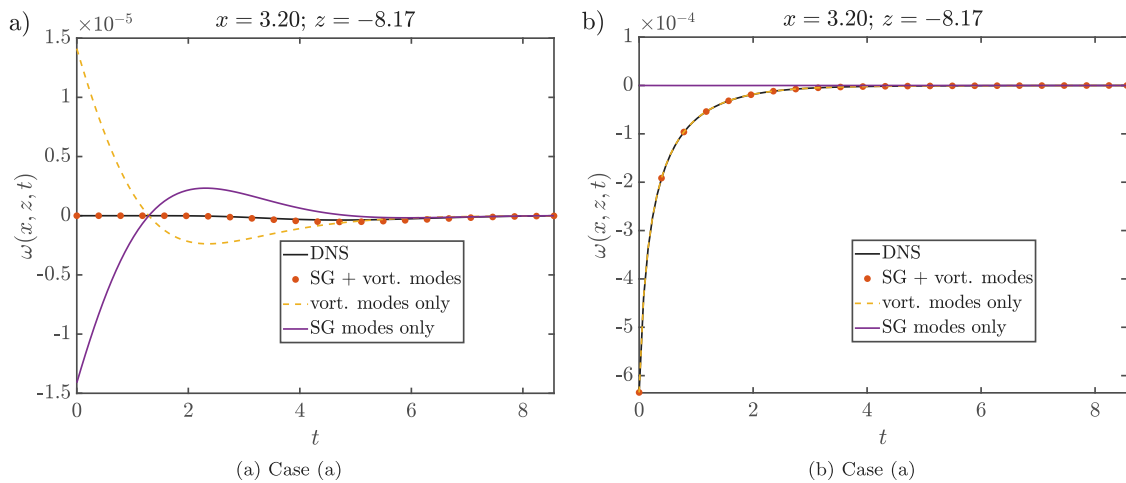 a)
×10⁻⁵
x = 3.20; z = −8.17
1.5
1
0.5
0
-0.5
-1
-1.5
ω(x, z, t)
0 2 4 6 8
t
DNS
SG + vort. modes
vort. modes only
SG modes only
(a) Case (a)
b)
×10⁻⁴
x = 3.20; z = −8.17
1
0
-1
-2
-3
-4
-5
-6
ω(x, z, t)
0 2 4 6 8
t
DNS
SG + vort. modes
vort. modes only
SG modes only
(b) Case (a)